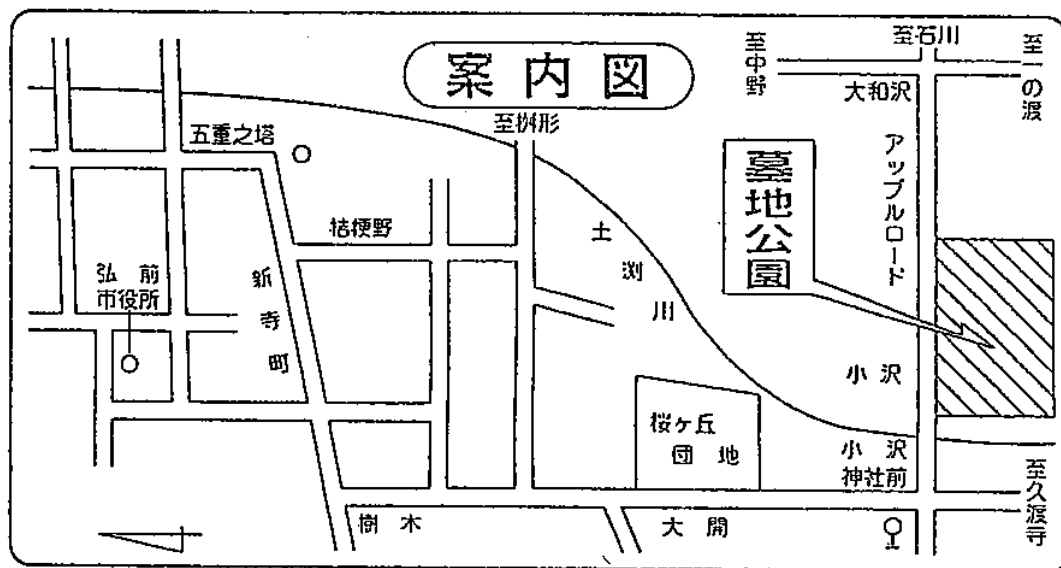 案内図
至石川
至中野
至一の渡
大和沢
五重之塔
至桝形
アップルロード
墓地公園
桔梗野
土渕川
弘前
市役所
新寺町
小沢
桜ヶ丘
団地
小沢
神社前
至久渡寺
樹木
大開